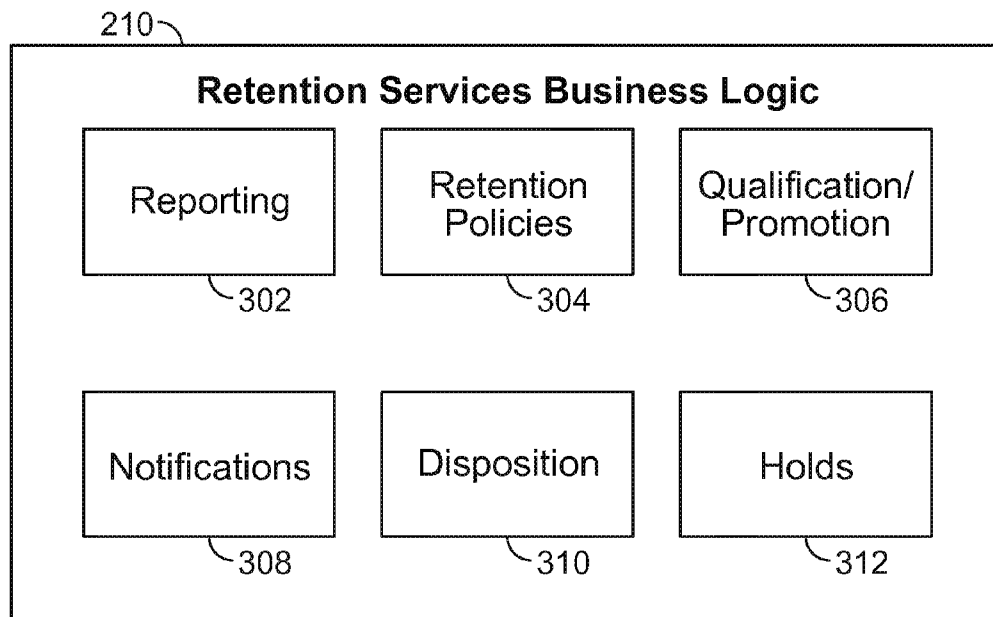 210
Retention Services Business Logic
Reporting
302
Retention
Policies
304
Qualification/
Promotion
306
Notifications
308
Disposition
310
Holds
312